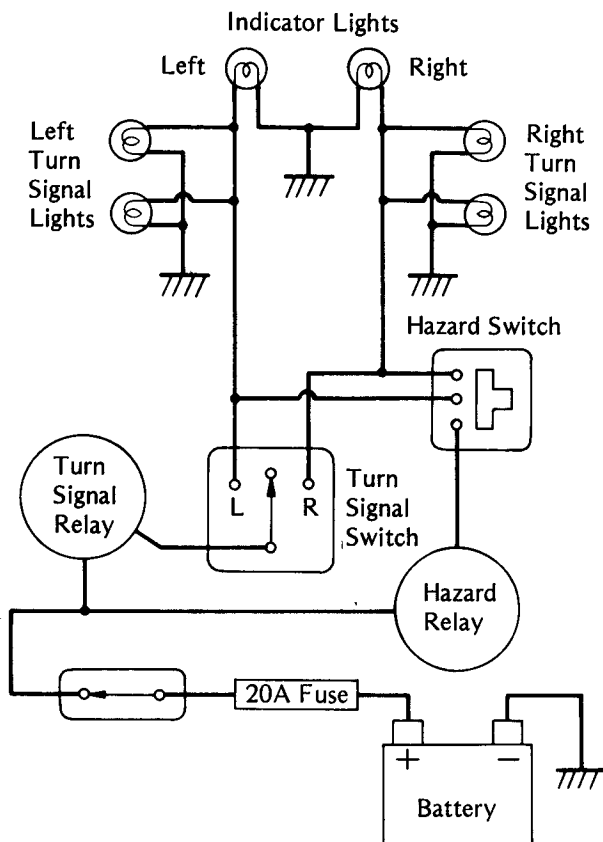 Indicator Lights
Left
Right
Left
Turn
Signal
Lights
Right
Turn
Signal
Lights
Hazard Switch
Turn
Signal
Relay
L
R
Turn
Signal
Switch
Hazard
Relay
20A Fuse
+
−
Battery